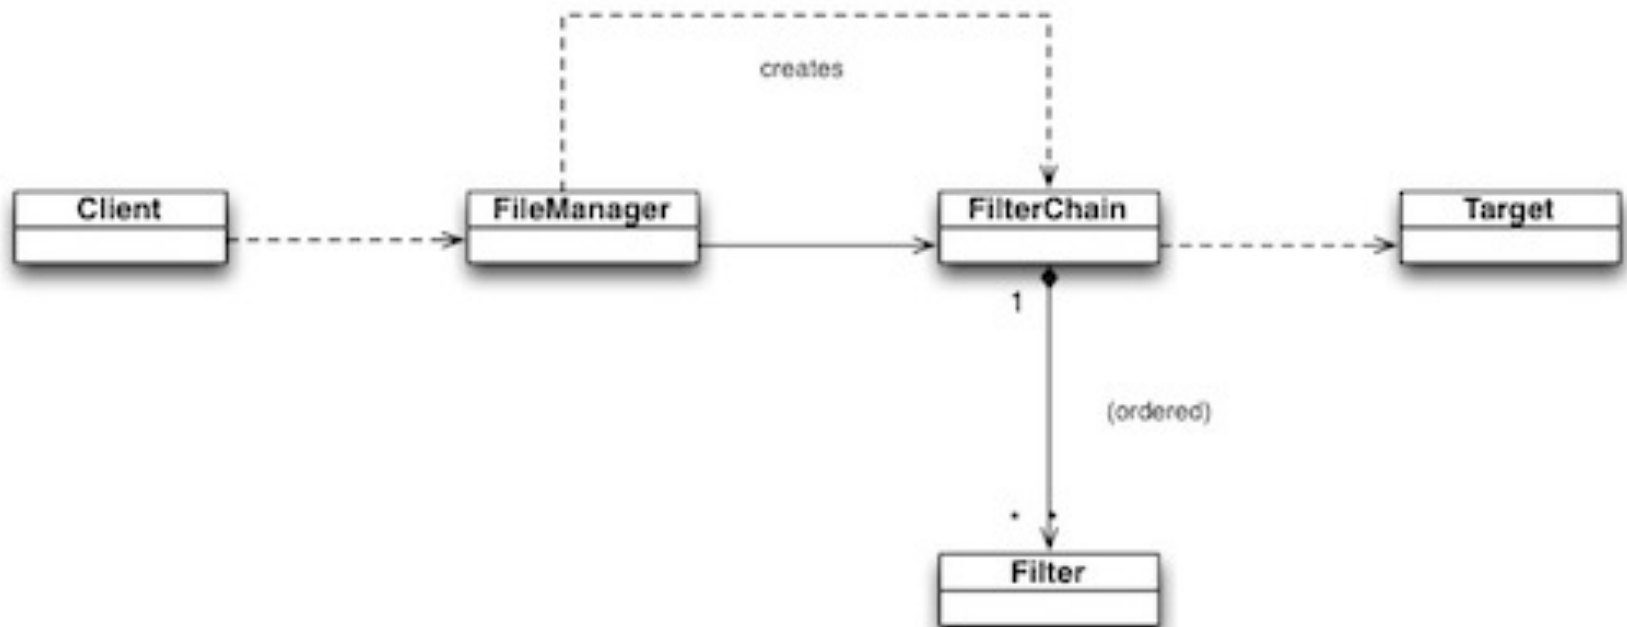 creates
Client
FileManager
FilterChain
Target
1
(ordered)
* *
Filter